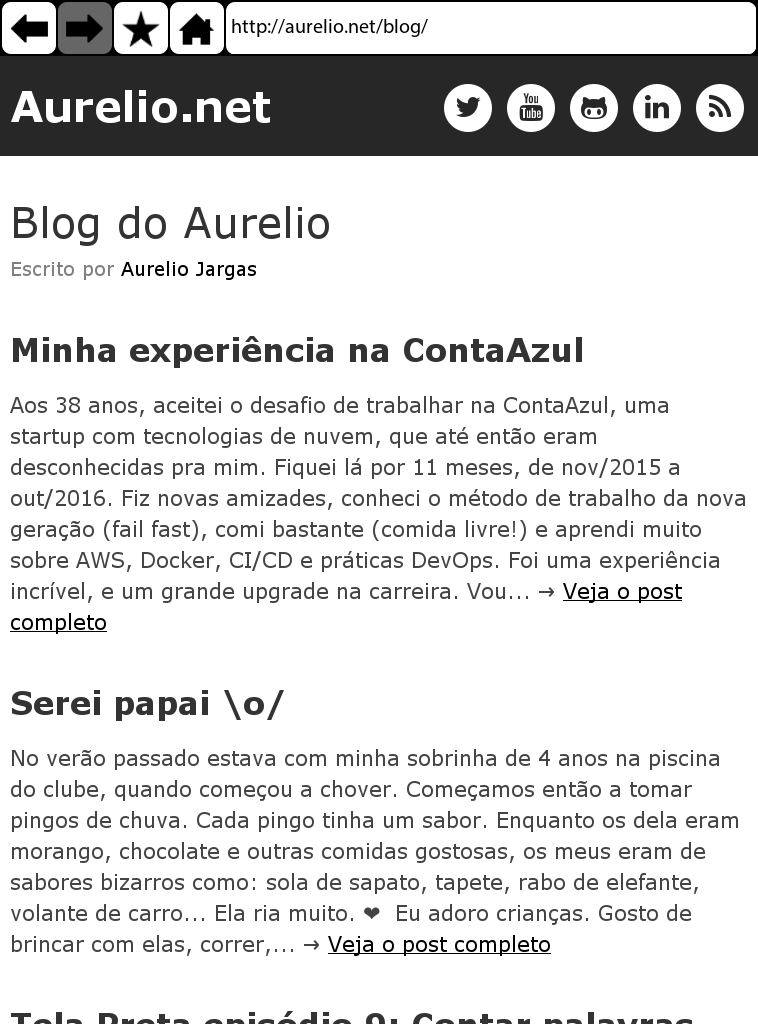 http://aurelio.net/blog/
Aurelio.net
You
Tube
in
Blog do Aurelio
Escrito por Aurelio Jargas
Minha experiência na ContaAzul
Aos 38 anos, aceitei o desafio de trabalhar na ContaAzul, uma
startup com tecnologias de nuvem, que até então eram
desconhecidas pra mim. Fiquei lá por 11 meses, de nov/2015 a
out/2016. Fiz novas amizades, conheci o método de trabalho da nova
geração (fail fast), comi bastante (comida livre!) e aprendi muito
sobre AWS, Docker, CI/CD e práticas DevOps. Foi uma experiência
incrível, e um grande upgrade na carreira. Vou... → Veja o post
completo
Serei papai \o/
No verão passado estava com minha sobrinha de 4 anos na piscina
do clube, quando começou a chover. Começamos então a tomar
pingos de chuva. Cada pingo tinha um sabor. Enquanto os dela eram
morango, chocolate e outras comidas gostosas, os meus eram de
sabores bizarros como: sola de sapato, tapete, rabo de elefante,
volante de carro... Ela ria muito. ❤ Eu adoro crianças. Gosto de
brincar com elas, correr,... → Veja o post completo
Tela Preta episódio 9: Contar palavras